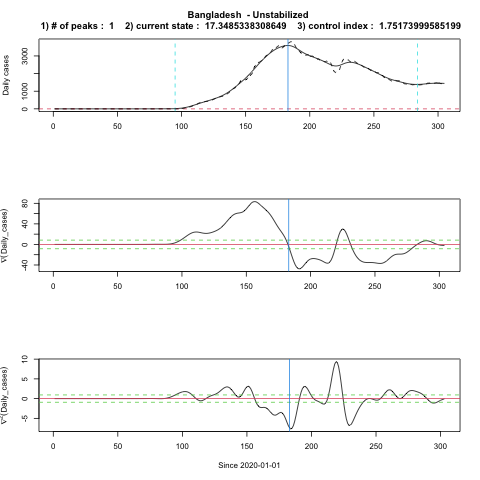 Bangladesh - Unstabilized
1) # of peaks : 1 2) current state : 17.3485338308649 3) control index : 1.75173999585199
Daily cases
3000
1000
0
0 50 100 150 200 250 300
∇(Daily_cases)
80
40
0
-40
0 50 100 150 200 250 300
∇²(Daily_cases)
10
5
0
-5
0 50 100 150 200 250 300
Since 2020-01-01